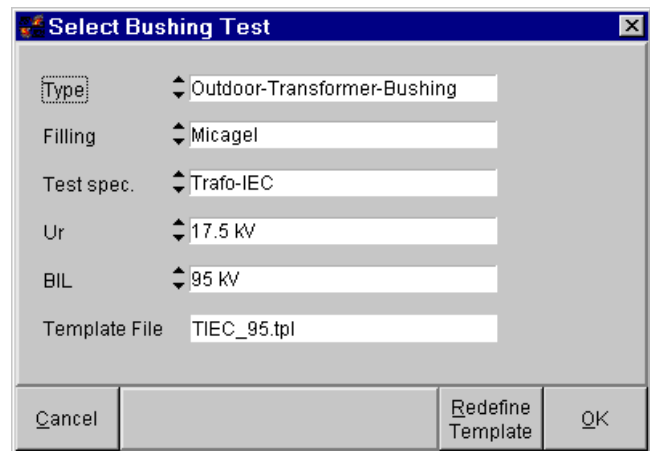 Select Bushing Test
Type Outdoor-Transformer-Bushing
Filling Micagel
Test spec. Trafo-IEC
Ur 17.5 kV
BIL 95 kV
Template File TIEC_95.tpl
Cancel Redefine Template OK